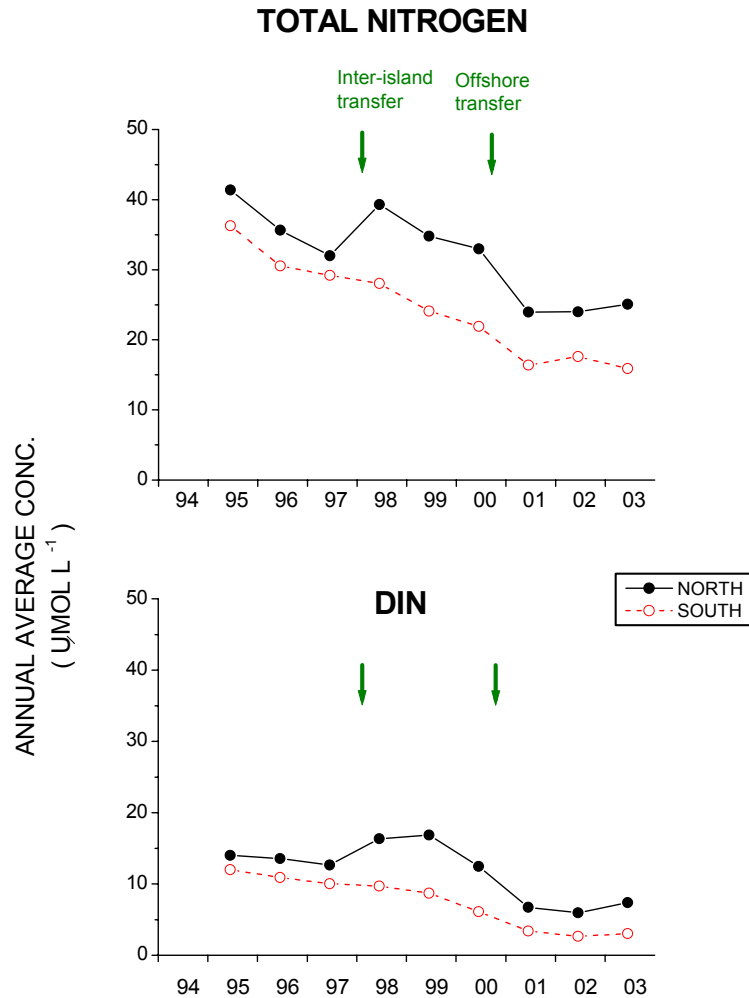 TOTAL NITROGEN
Inter-island
transfer
Offshore
transfer
50
40
30
20
10
0
94 95 96 97 98 99 00 01 02 03
ANNUAL AVERAGE CONC.
( UMOL L -1 )
DIN
NORTH
SOUTH
50
40
30
20
10
0
94 95 96 97 98 99 00 01 02 03